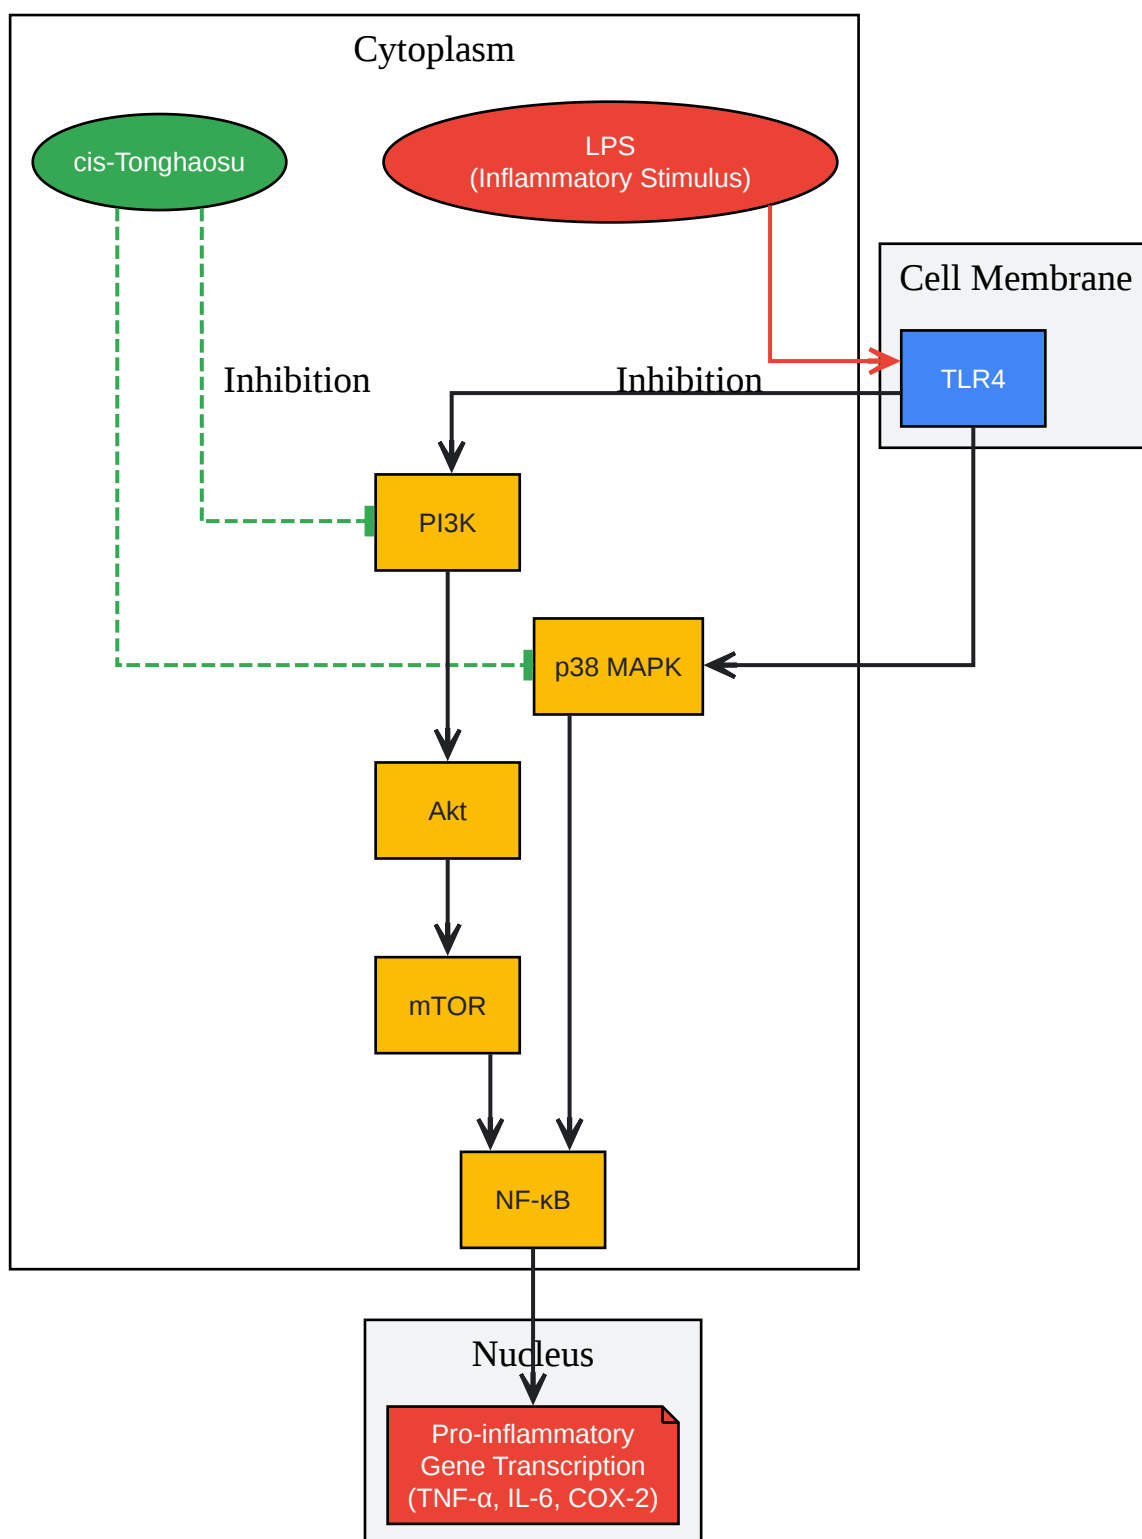 Cytoplasm
cis-Tonghaosu
LPS
(Inflammatory Stimulus)
Cell Membrane
TLR4
Inhibition
Inhibition
PI3K
p38 MAPK
Akt
mTOR
NF-κB
Nucleus
Pro-inflammatory
Gene Transcription
(TNF-α, IL-6, COX-2)